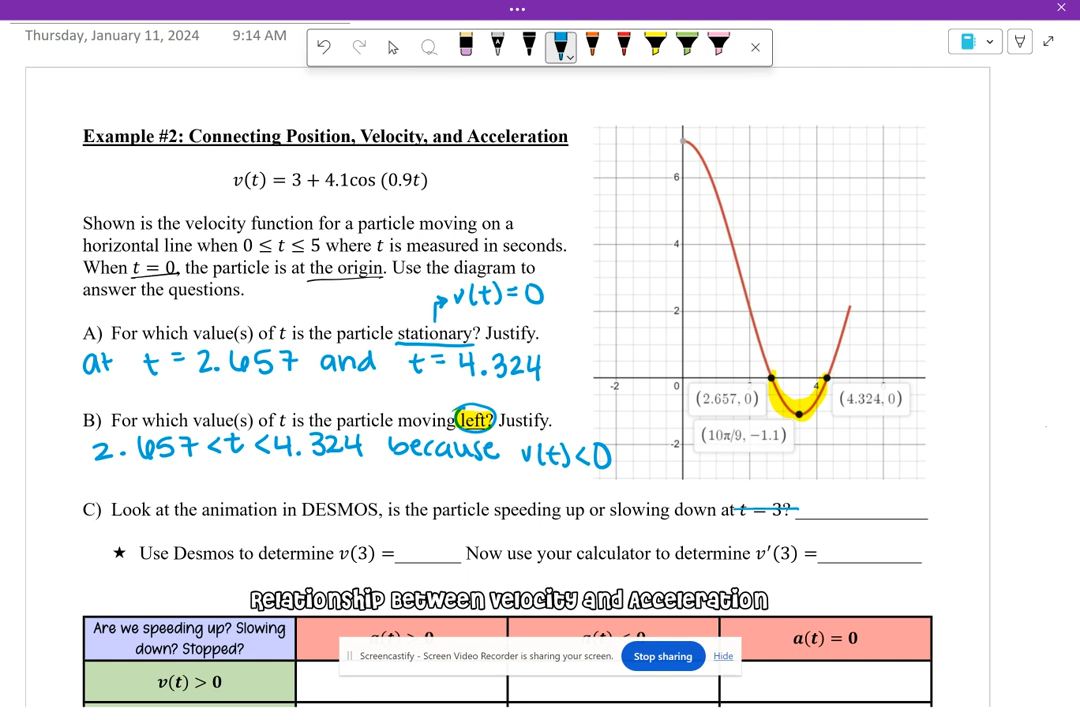 Thursday, January 11, 2024 9:14 AM
Example #2: Connecting Position, Velocity, and Acceleration
v(t) = 3 + 4.1cos (0.9t)
Shown is the velocity function for a particle moving on a
horizontal line when 0 ≤ t ≤ 5 where t is measured in seconds.
When t = 0, the particle is at the origin. Use the diagram to
answer the questions.
v(t) = 0
A) For which value(s) of t is the particle stationary? Justify.
at t = 2.657 and t = 4.324
B) For which value(s) of t is the particle moving left? Justify.
2.657 < t < 4.324 because v(t) < 0
6
4
2
-2 0 4
(2.657, 0) (4.324, 0)
(10π/9, −1.1)
-2
C) Look at the animation in DESMOS, is the particle speeding up or slowing down at t = 3? ____________
★ Use Desmos to determine v(3) =______ Now use your calculator to determine v′(3) =_________
Relationship Between Velocity and Acceleration
Are we speeding up? Slowing
down? Stopped?
a(t) = 0
Screencastify - Screen Video Recorder is sharing your screen. Stop sharing Hide
v(t) > 0